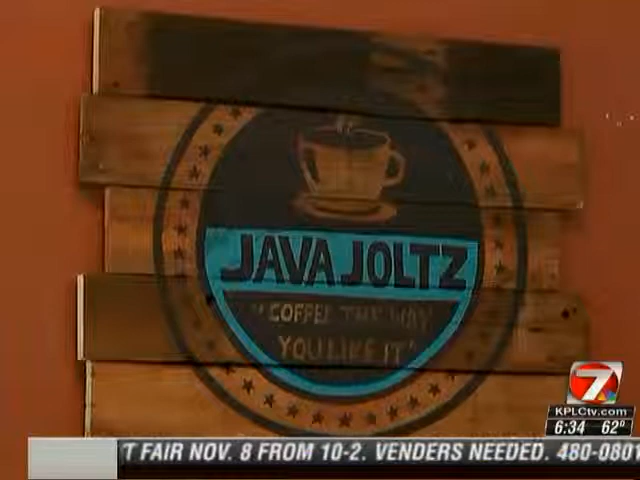 JAVA JOLTZ
"COFFEE THE WAY
YOU LIKE IT"
7
KPLCtv.com
6:34 62°
T FAIR NOV. 8 FROM 10-2. VENDERS NEEDED. 480-0801